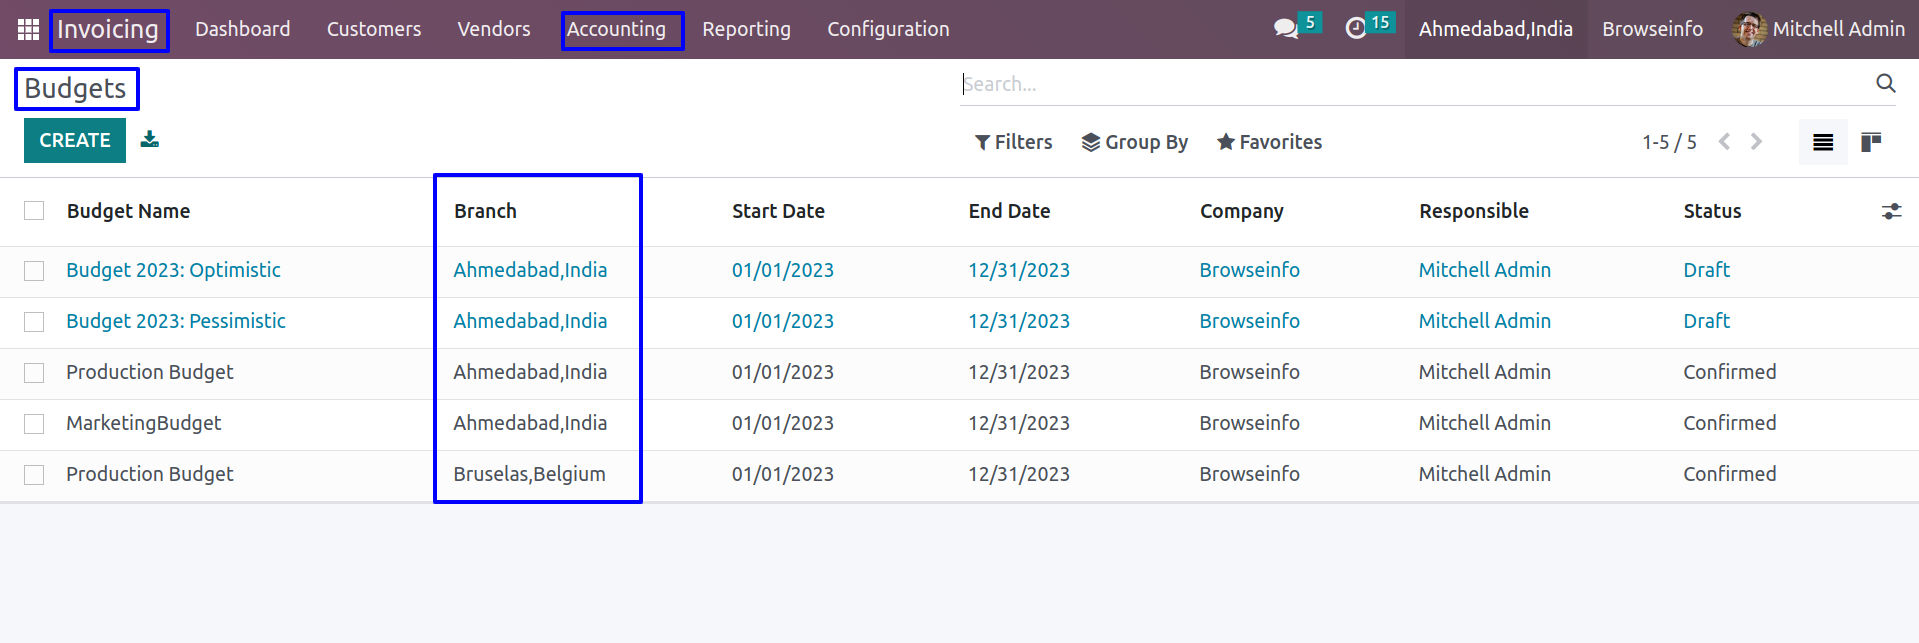 Invoicing Dashboard Customers Vendors Accounting Reporting Configuration 5 15 Ahmedabad,India Browseinfo Mitchell Admin
Budgets Search...
CREATE Filters Group By Favorites 1-5 / 5
Budget Name Branch Start Date End Date Company Responsible Status
Budget 2023: Optimistic Ahmedabad,India 01/01/2023 12/31/2023 Browseinfo Mitchell Admin Draft
Budget 2023: Pessimistic Ahmedabad,India 01/01/2023 12/31/2023 Browseinfo Mitchell Admin Draft
Production Budget Ahmedabad,India 01/01/2023 12/31/2023 Browseinfo Mitchell Admin Confirmed
MarketingBudget Ahmedabad,India 01/01/2023 12/31/2023 Browseinfo Mitchell Admin Confirmed
Production Budget Bruselas,Belgium 01/01/2023 12/31/2023 Browseinfo Mitchell Admin Confirmed